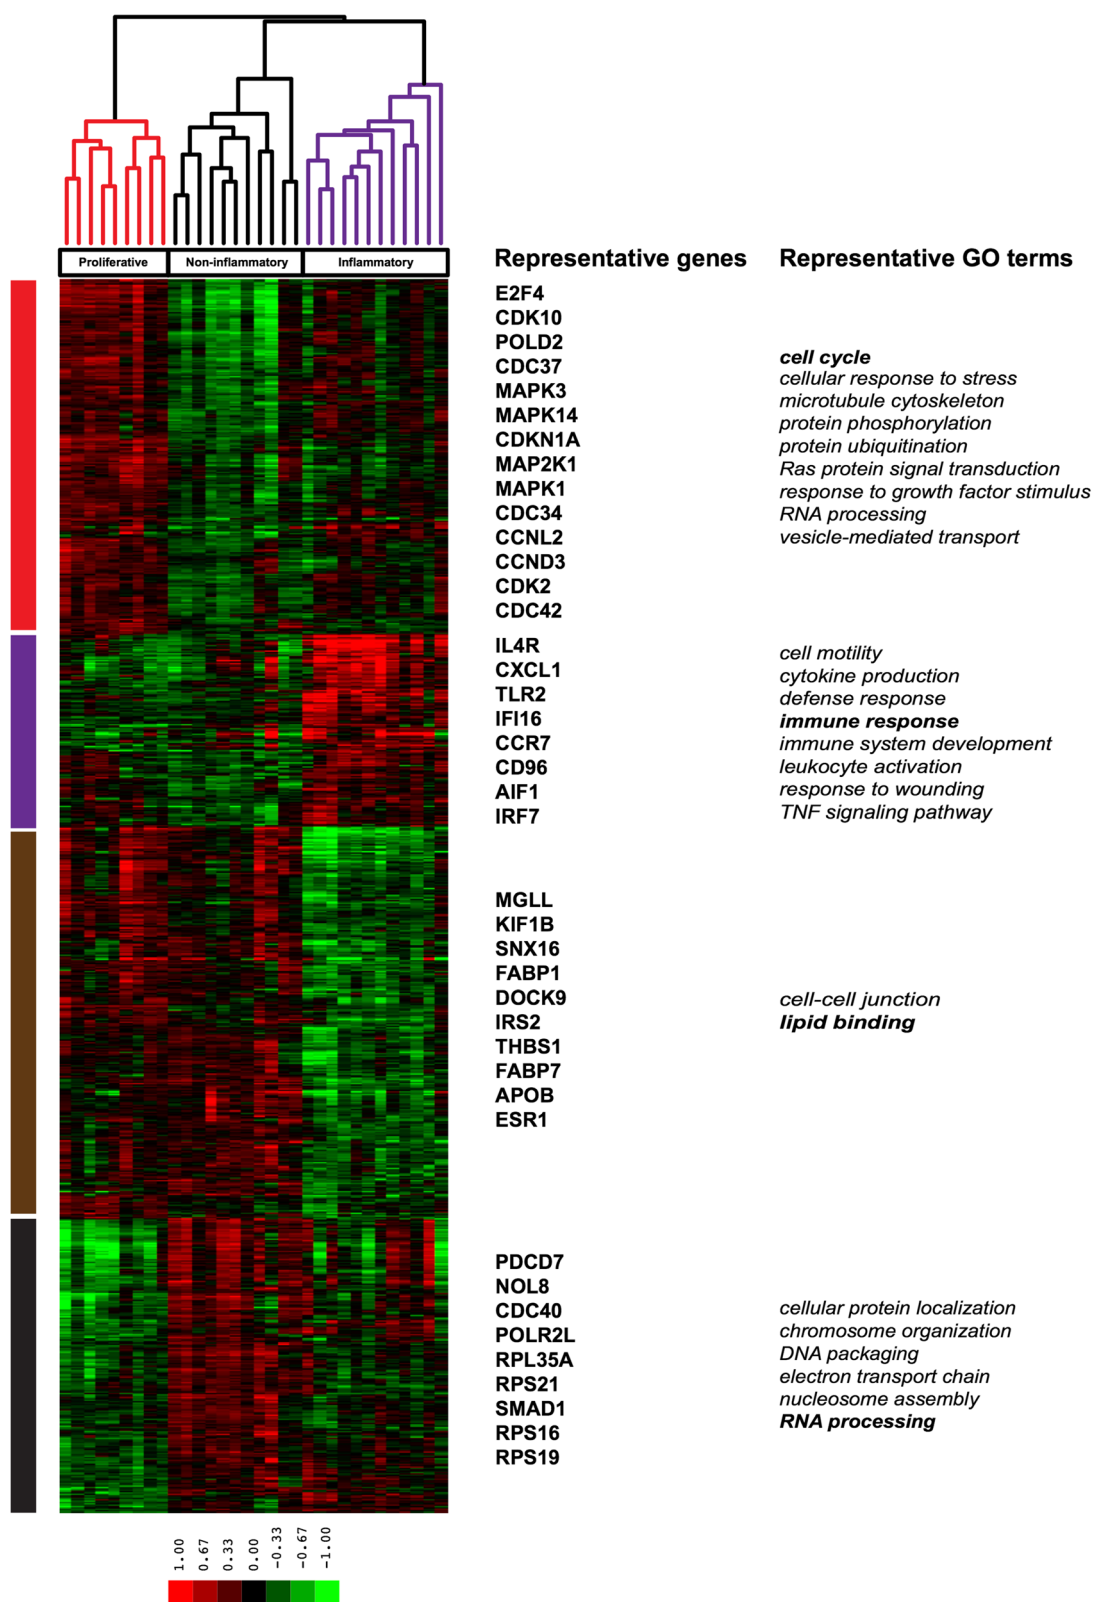 Proliferative Non-inflammatory Inflammatory
Representative genes Representative GO terms
E2F4
CDK10
POLD2
CDC37
MAPK3
MAPK14
CDKN1A
MAP2K1
MAPK1
CDC34
CCNL2
CCND3
CDK2
CDC42
cell cycle
cellular response to stress
microtubule cytoskeleton
protein phosphorylation
protein ubiquitination
Ras protein signal transduction
response to growth factor stimulus
RNA processing
vesicle-mediated transport
IL4R
CXCL1
TLR2
IFI16
CCR7
CD96
AIF1
IRF7
cell motility
cytokine production
defense response
immune response
immune system development
leukocyte activation
response to wounding
TNF signaling pathway
MGLL
KIF1B
SNX16
FABP1
DOCK9
IRS2
THBS1
FABP7
APOB
ESR1
cell-cell junction
lipid binding
PDCD7
NOL8
CDC40
POLR2L
RPL35A
RPS21
SMAD1
RPS16
RPS19
cellular protein localization
chromosome organization
DNA packaging
electron transport chain
nucleosome assembly
RNA processing
1.00
0.67
0.33
0.00
-0.33
-0.67
-1.00